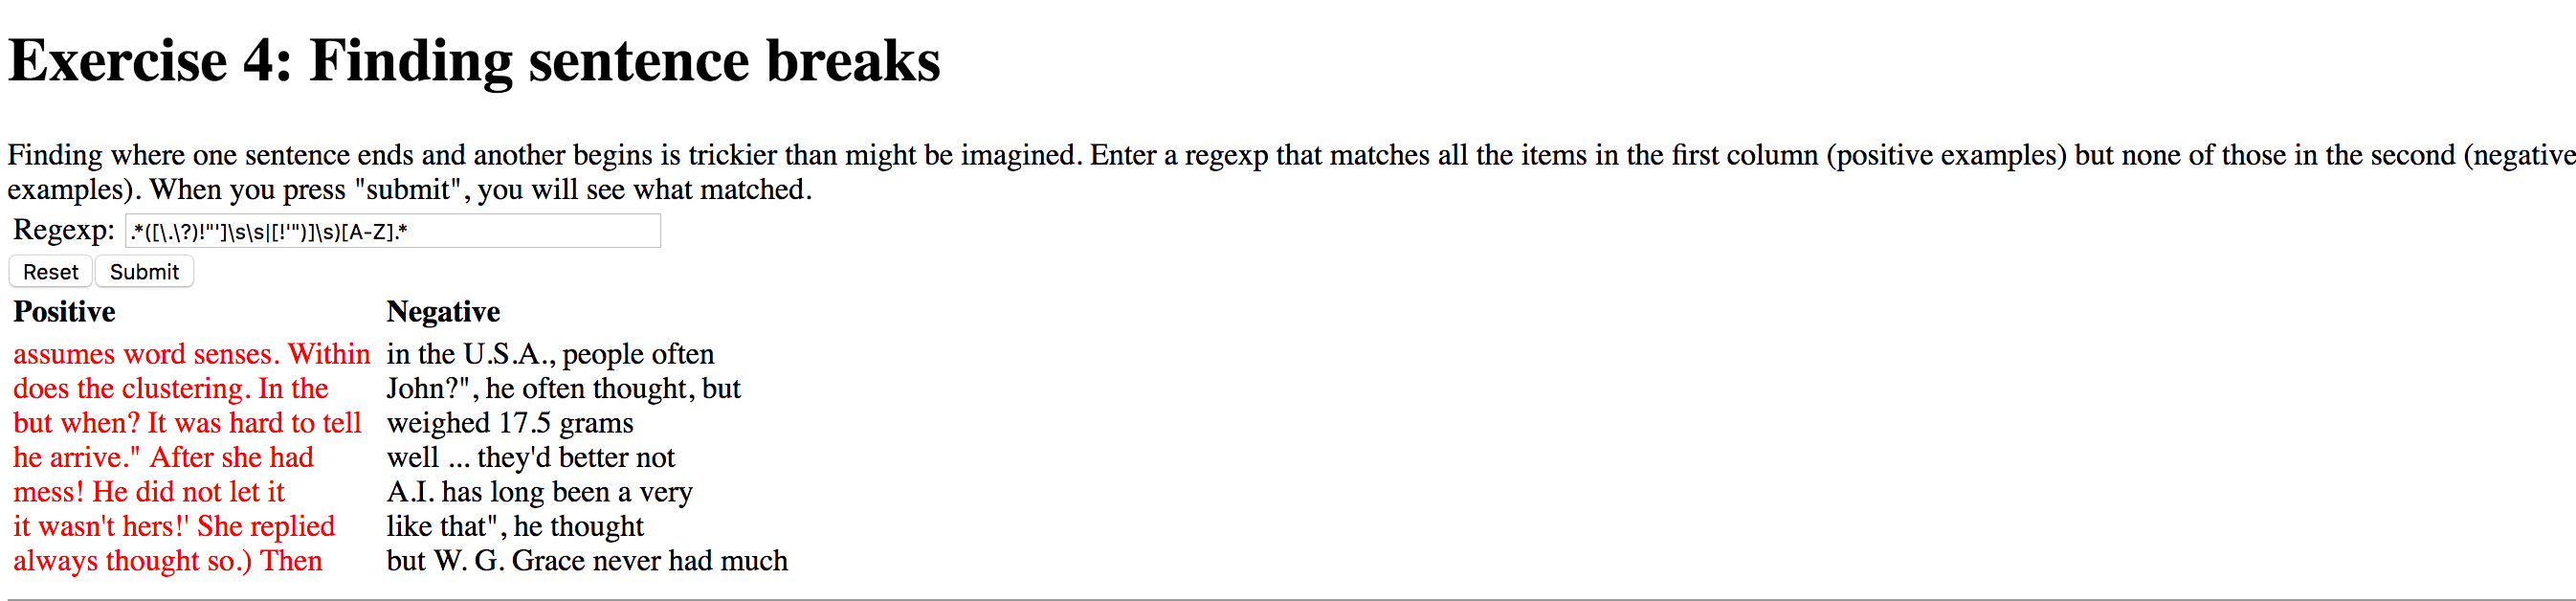 Exercise 4: Finding sentence breaks
Finding where one sentence ends and another begins is trickier than might be imagined. Enter a regexp that matches all the items in the first column (positive examples) but none of those in the second (negative
examples). When you press "submit", you will see what matched.
Regexp: .*([\.\?)!"']\s\s|[!'")]\s)[A-Z].*
Reset Submit
Positive Negative
assumes word senses. Within in the U.S.A., people often
does the clustering. In the John?", he often thought, but
but when? It was hard to tell weighed 17.5 grams
he arrive." After she had well ... they'd better not
mess! He did not let it A.I. has long been a very
it wasn't hers!' She replied like that", he thought
always thought so.) Then but W. G. Grace never had much